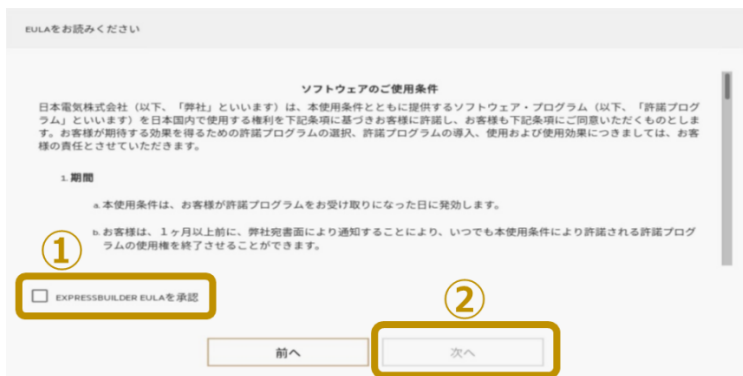 EULAをお読みください
ソフトウェアのご使用条件
日本電気株式会社（以下、「弊社」といいます）は、本使用条件とともに提供するソフトウェア・プログラム（以下、「許諾プログ
ラム」といいます）を日本国内で使用する権利を下記条項に基づきお客様に許諾し、お客様も下記条項にご同意いただくものとしま
す。お客様が期待する効果を得るための許諾プログラムの選択、許諾プログラムの導入、使用および使用効果につきましては、お客
様の責任とさせていただきます。
1. 期間
a. 本使用条件は、お客様が許諾プログラムをお受け取りになった日に発効します。
b. お客様は、１ヶ月以上前に、弊社宛書面により通知することにより、いつでも本使用条件により許諾される許諾プログ
ラムの使用権を終了させることができます。
①
EXPRESSBUILDER EULAを承認
②
前へ
次へ